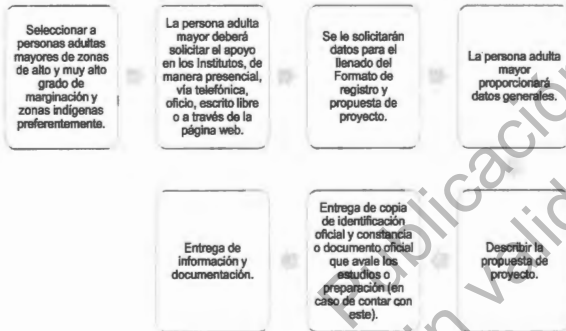 Seleccionar a
personas adultas
mayores de zonas
de alto y muy alto
grado de
marginación y
zonas indígenas
preferentemente.
La persona adulta
mayor deberá
solicitar el apoyo
en los Institutos, de
manera presencial,
vía telefónica,
oficio, escrito libre
o a través de la
página web.
Se le solicitarán
datos para el
llenado del
Formato de
registro y
propuesta de
proyecto.
La persona adulta
mayor
proporcionará
datos generales.
Describir la
propuesta de
proyecto.
Entrega de copia
de identificación
oficial y constancia
o documento oficial
que avale los
estudios o
preparación (en
caso de contar con
este).
Entrega de
información y
documentación.